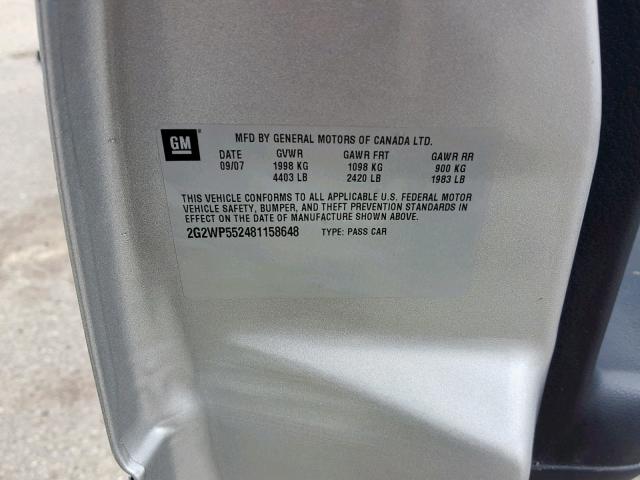 GM
MFD BY GENERAL MOTORS OF CANADA LTD.
DATE GVWR GAWR FRT GAWR RR
09/07 1998 KG 1098 KG 900 KG
4403 LB 2420 LB 1983 LB
THIS VEHICLE CONFORMS TO ALL APPLICABLE U.S. FEDERAL MOTOR
VEHICLE SAFETY, BUMPER, AND THEFT PREVENTION STANDARDS IN
EFFECT ON THE DATE OF MANUFACTURE SHOWN ABOVE.
2G2WP552481158648 TYPE: PASS CAR